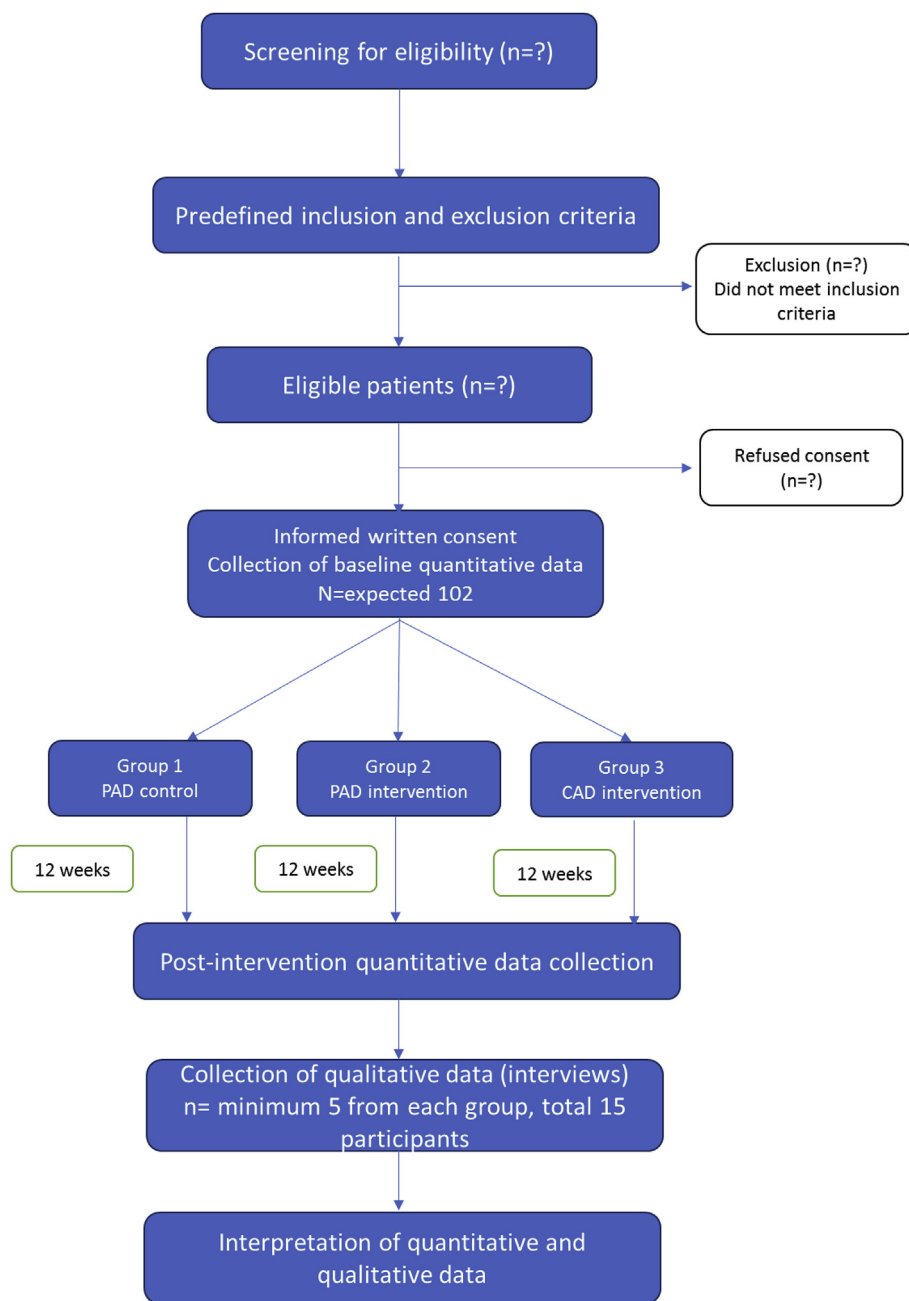 Screening for eligibility (n=?)
Predefined inclusion and exclusion criteria
Exclusion (n=?)
Did not meet inclusion
criteria
Eligible patients (n=?)
Refused consent
(n=?)
Informed written consent
Collection of baseline quantitative data
N=expected 102
Group 1
PAD control
Group 2
PAD intervention
Group 3
CAD intervention
12 weeks
12 weeks
12 weeks
Post-intervention quantitative data collection
Collection of qualitative data (interviews)
n= minimum 5 from each group, total 15
participants
Interpretation of quantitative and
qualitative data